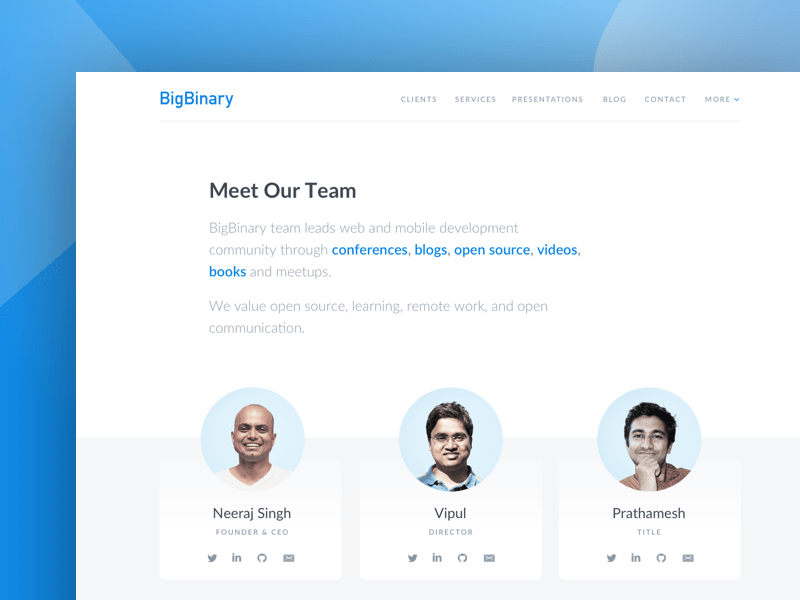 BigBinary
CLIENTS SERVICES PRESENTATIONS BLOG CONTACT MORE
Meet Our Team
BigBinary team leads web and mobile development
community through conferences, blogs, open source, videos,
books and meetups.
We value open source, learning, remote work, and open
communication.
Neeraj Singh
FOUNDER & CEO
Vipul
DIRECTOR
Prathamesh
TITLE